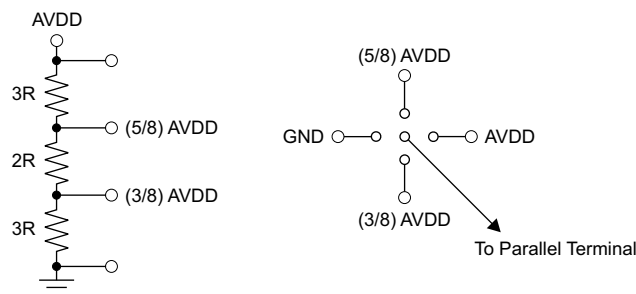 AVDD
3R
(5/8) AVDD
2R
(3/8) AVDD
3R
(5/8) AVDD
GND
AVDD
(3/8) AVDD
To Parallel Terminal